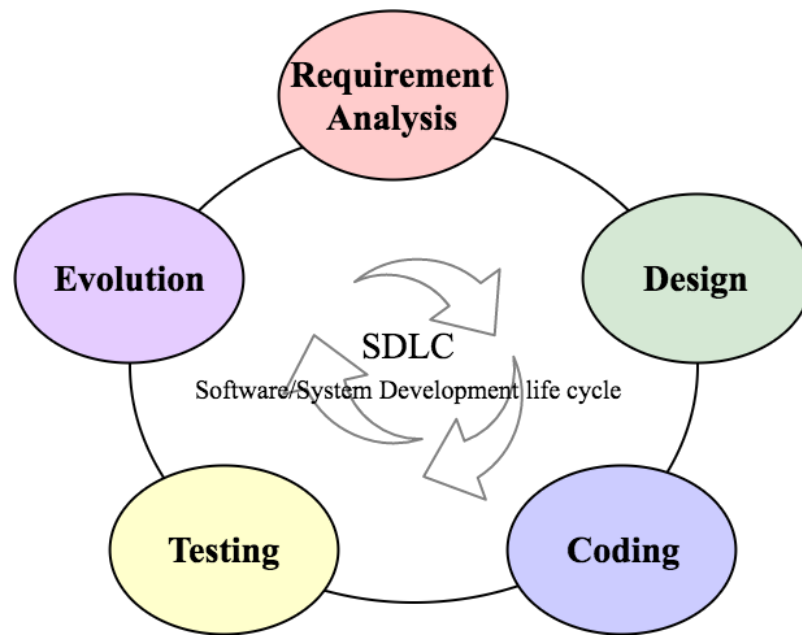 Requirement
Analysis
Evolution
Design
SDLC
Software/System Development life cycle
Testing
Coding